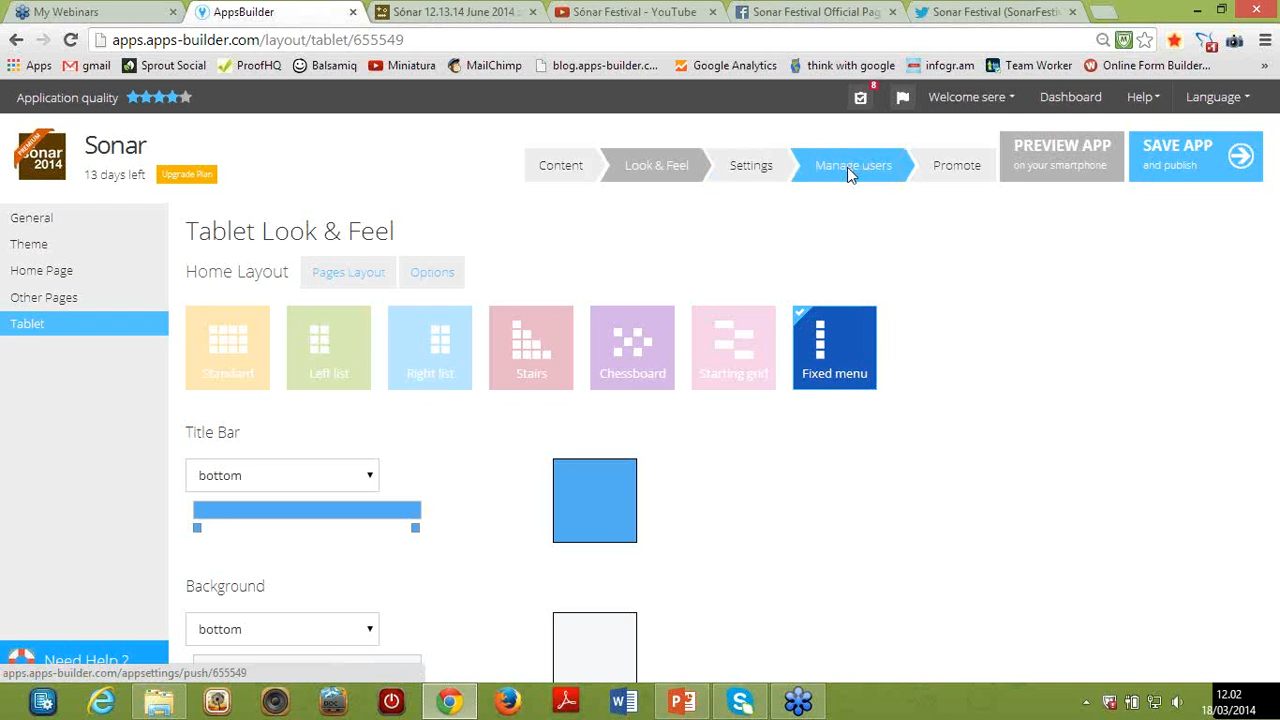 My Webinars
AppsBuilder
Sónar 12.13.14 June 2014.
Sonar Festival – YouTube
Sonar Festival Official Pag
Sonar Festival (SonarFesti
apps.apps-builder.com/layout/tablet/655549
Apps
gmail
Sprout Social
ProofHQ
Balsamiq
Miniatura
MailChimp
blog.apps-builder.c...
Google Analytics
think with google
infogr.am
Team Worker
Online Form Builder...
»
Application quality
8
Welcome sere
Dashboard
Help
Language
PREMIUM
sonar
2014
Sonar
13 days left
Upgrade Plan
Content
Look & Feel
Settings
Manage users
Promote
PREVIEW APP
on your smartphone
SAVE APP
and publish
General
Theme
Home Page
Other Pages
Tablet
Tablet Look & Feel
Home Layout
Pages Layout
Options
Standard
Left list
Right list
Stairs
Chessboard
Starting grid
Fixed menu
Title Bar
bottom
Background
bottom
Need Help ?
apps.apps-builder.com/appsettings/push/655549
DOC
12.02
18/03/2014